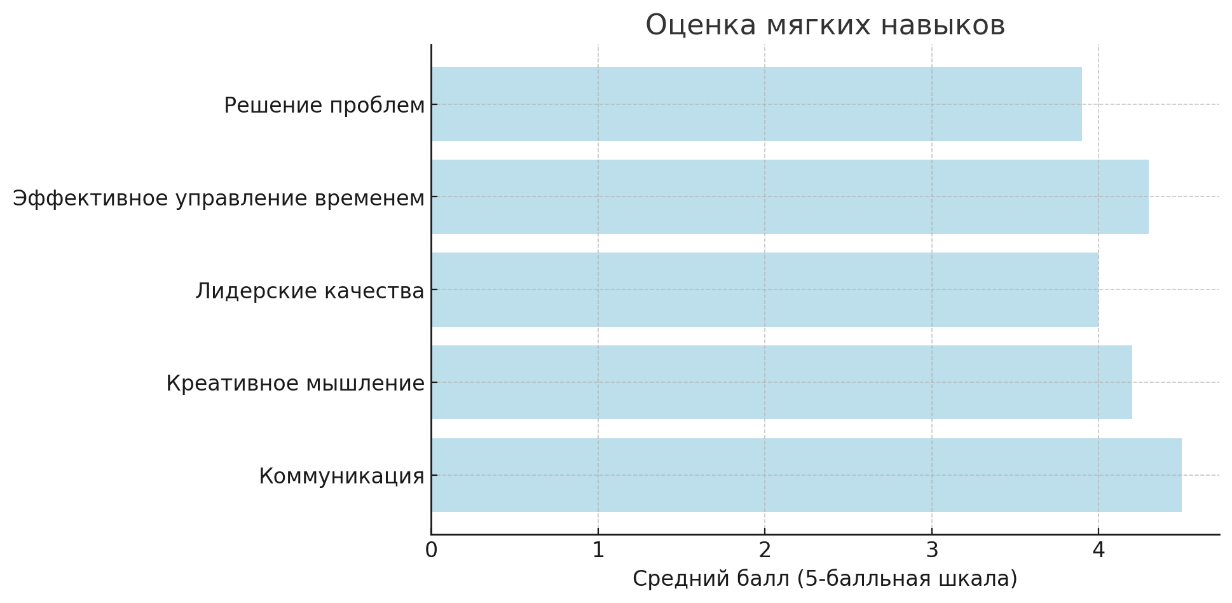 Оценка мягких навыков
Решение проблем
Эффективное управление временем
Лидерские качества
Креативное мышление
Коммуникация
0 1 2 3 4
Средний балл (5-балльная шкала)